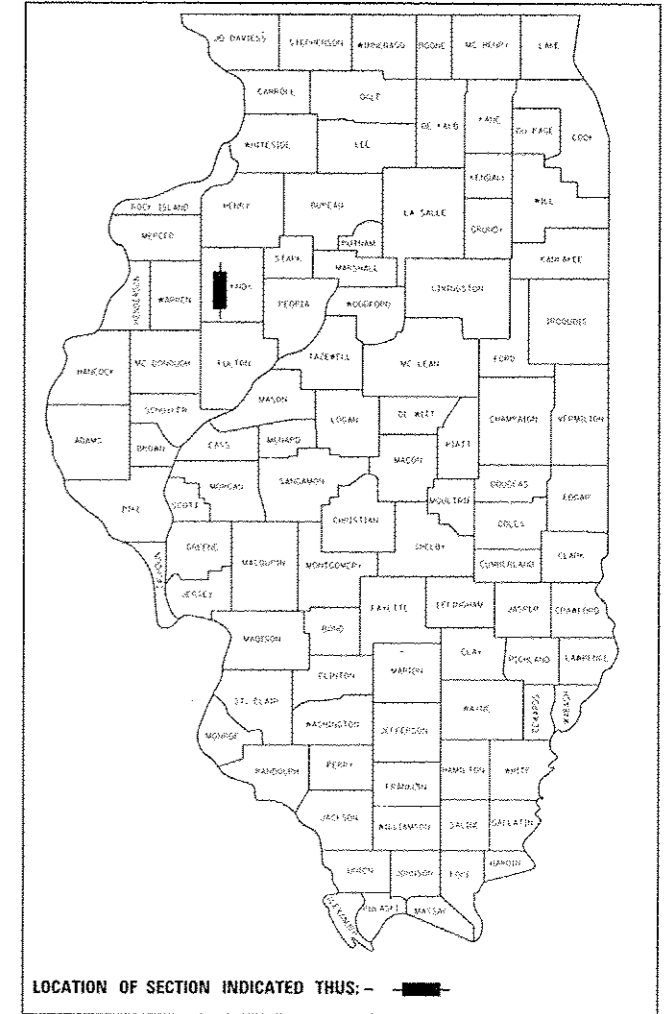 JO DAVIESS STEPHENSON WINNEBAGO BOONE MC HENRY LAKE
CARROLL OGLE
DE KALB KANE DU PAGE COOK
WHITESIDE LEE
KENDALL
ROCK ISLAND HENRY BUREAU LA SALLE WILL
MERCER PUTNAM GRUNDY
STARK MARSHALL KANKAKEE
HENDERSON WARREN KNOX PEORIA WOODFORD LIVINGSTON
IROQUOIS
HANCOCK MC DONOUGH FULTON TAZEWELL MC LEAN FORD
MASON
SCHUYLER LOGAN DE WITT CHAMPAIGN VERMILION
ADAMS BROWN CASS MENARD PIATT
MACON
MORGAN SANGAMON DOUGLAS
PIKE SCOTT CHRISTIAN MOULTRIE EDGAR
COLES
GREENE MACOUPIN MONTGOMERY SHELBY CLARK
CALHOUN CUMBERLAND
JERSEY FAYETTE EFFINGHAM JASPER CRAWFORD
MADISON BOND
CLAY RICHLAND LAWRENCE
CLINTON MARION
ST. CLAIR WAYNE EDWARDS WABASH
WASHINGTON JEFFERSON
MONROE
RANDOLPH PERRY HAMILTON WHITE
FRANKLIN
JACKSON WILLIAMSON SALINE GALLATIN
UNION JOHNSON POPE HARDIN
ALEXANDER PULASKI MASSAC
LOCATION OF SECTION INDICATED THUS: -